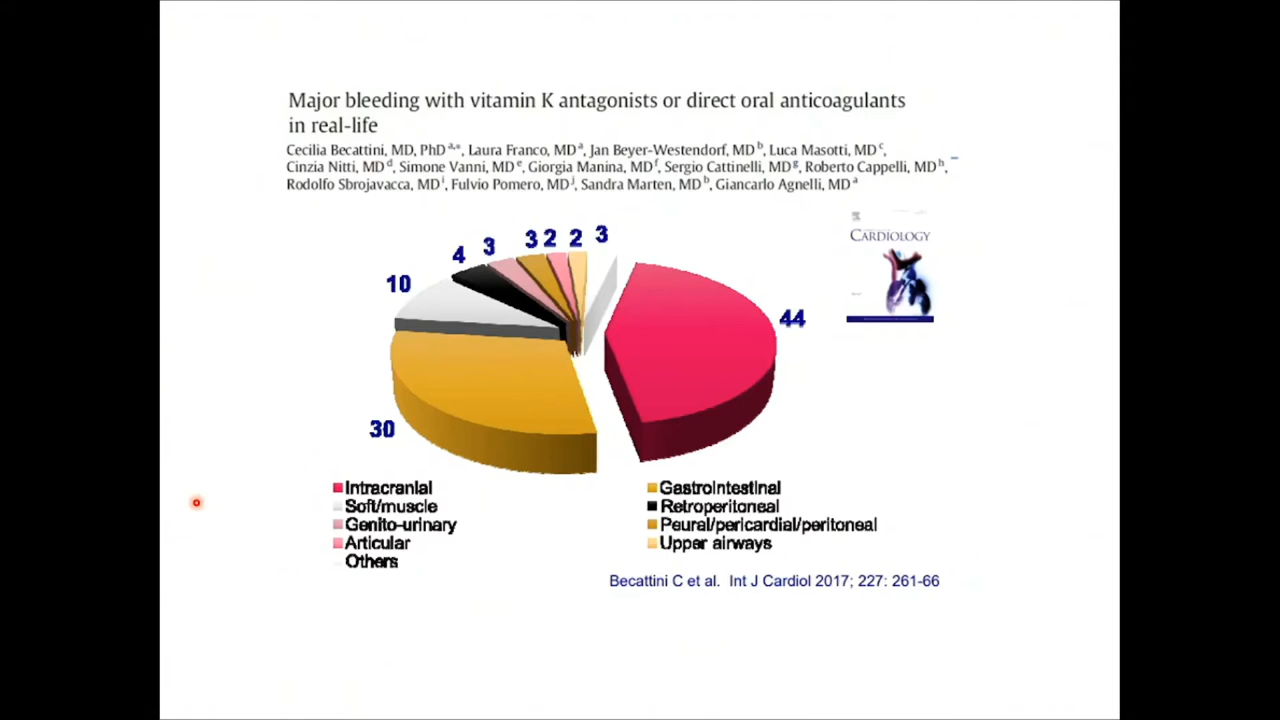 Major bleeding with vitamin K antagonists or direct oral anticoagulants
in real-life
Cecilia Becattini, MD, PhD a,*, Laura Franco, MD a, Jan Beyer-Westendorf, MD b, Luca Masotti, MD c,
Cinzia Nitti, MD d, Simone Vanni, MD e, Giorgia Manina, MD f, Sergio Cattinelli, MD g, Roberto Cappelli, MD h,
Rodolfo Sbrojavacca, MD i, Fulvio Pomero, MD j, Sandra Marten, MD b, Giancarlo Agnelli, MD a
CARDIOLOGY
10 4 3 3 2 2 3
44
30
Intracranial Gastrointestinal
Soft/muscle Retroperitoneal
Genito-urinary Peural/pericardial/peritoneal
Articular Upper airways
Others
Becattini C et al. Int J Cardiol 2017; 227: 261-66